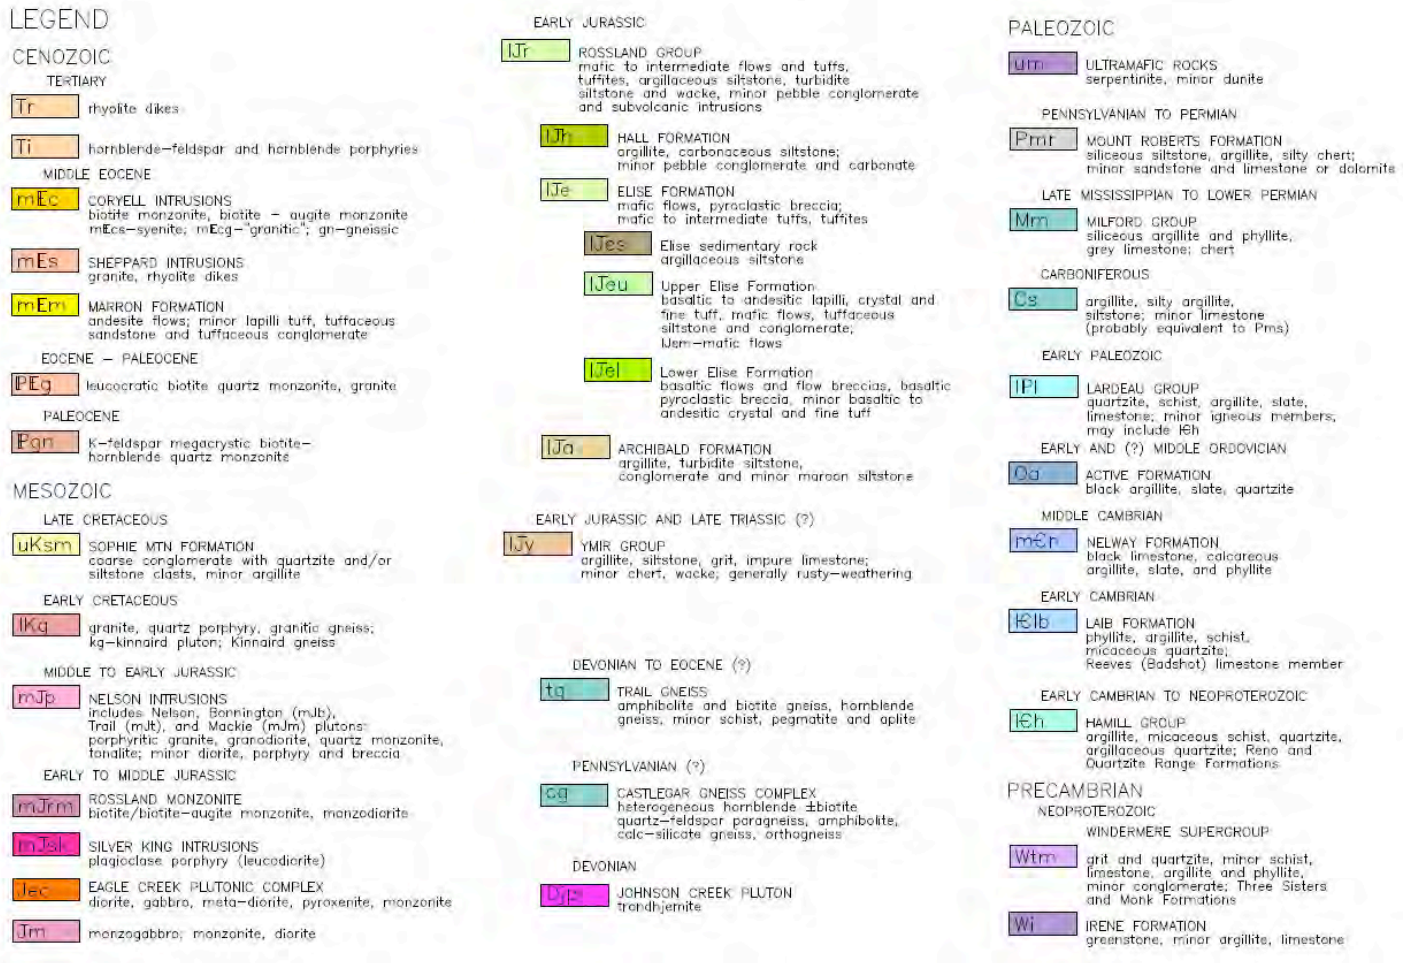 LEGEND
CENOZOIC
TERTIARY
Tr
rhyolite dikes
Ti
hornblende-feldspar and hornblende porphyries
MIDDLE EOCENE
mEc
CORYELL INTRUSIONS
biotite monzonite, biotite - augite monzonite
mEcs-syenite; mEcg-"granitic"; gn-gneissic
mEs
SHEPPARD INTRUSIONS
granite, rhyolite dikes
mEm
MARRON FORMATION
andesite flows; minor lapilli tuff, tuffaceous
sandstone and tuffaceous conglomerate
EOCENE - PALEOCENE
PEg
leucocratic biotite quartz monzonite, granite
PALEOCENE
Pgn
K-feldspar megacrystic biotite-
hornblende quartz monzonite
MESOZOIC
LATE CRETACEOUS
uKsm
SOPHIE MTN FORMATION
coarse conglomerate with quartzite and/or
siltstone clasts, minor argillite
EARLY CRETACEOUS
lKg
granite, quartz porphyry, granitic gneiss;
kg-kinnaird pluton; Kinnaird gneiss
MIDDLE TO EARLY JURASSIC
mJp
NELSON INTRUSIONS
includes Nelson, Bonnington (mJb),
Trail (mJt), and Mackie (mJm) plutons:
porphyritic granite, granodiorite, quartz monzonite,
tonalite; minor diorite, porphyry and breccia
EARLY TO MIDDLE JURASSIC
mJrm
ROSSLAND MONZONITE
biotite/biotite-augite monzonite, monzodiorite
mJsk
SILVER KING INTRUSIONS
plagioclase porphyry (leucodiorite)
Jec
EAGLE CREEK PLUTONIC COMPLEX
diorite, gabbro, meta-diorite, pyroxenite, monzonite
Jm
monzogabbro; monzonite, diorite
EARLY JURASSIC
lJr
ROSSLAND GROUP
mafic to intermediate flows and tuffs,
tuffites, argillaceous siltstone, turbidite
siltstone and wacke, minor pebble conglomerate
and subvolcanic intrusions
lJh
HALL FORMATION
argillite, carbonaceous siltstone;
minor pebble conglomerate and carbonate
lJe
ELISE FORMATION
mafic flows, pyroclastic breccia;
mafic to intermediate tuffs, tuffites
lJes
Elise sedimentary rock
argillaceous siltstone
lJeu
Upper Elise Formation
basaltic to andesitic lapilli, crystal and
fine tuff, mafic flows, tuffaceous
siltstone and conglomerate;
lJem-mafic flows
lJel
Lower Elise Formation
basaltic flows and flow breccias, basaltic
pyroclastic breccia, minor basaltic to
andesitic crystal and fine tuff
lJa
ARCHIBALD FORMATION
argillite, turbidite siltstone,
conglomerate and minor maroon siltstone
EARLY JURASSIC AND LATE TRIASSIC (?)
lJy
YMIR GROUP
argillite, siltstone, grit, impure limestone;
minor chert, wacke; generally rusty-weathering
DEVONIAN TO EOCENE (?)
tg
TRAIL GNEISS
amphibolite and biotite gneiss, hornblende
gneiss, minor schist, pegmatite and aplite
PENNSYLVANIAN (?)
cg
CASTLEGAR GNEISS COMPLEX
heterogeneous hornblende ±biotite
quartz-feldspar paragneiss, amphibolite,
calc-silicate gneiss, orthogneiss
DEVONIAN
JOHNSON CREEK PLUTON
trondhjemite
PALEOZOIC
um
ULTRAMAFIC ROCKS
serpentinite, minor dunite
PENNSYLVANIAN TO PERMIAN
Pmr
MOUNT ROBERTS FORMATION
siliceous siltstone, argillite, silty chert;
minor sandstone and limestone or dolomite
LATE MISSISSIPPIAN TO LOWER PERMIAN
Mm
MILFORD GROUP
siliceous argillite and phyllite,
grey limestone; chert
CARBONIFEROUS
Cs
argillite, silty argillite,
siltstone; minor limestone
(probably equivalent to Pms)
EARLY PALEOZOIC
lPl
LARDEAU GROUP
quartzite, schist, argillite, slate,
limestone; minor igneous members;
may include lЄh
EARLY AND (?) MIDDLE ORDOVICIAN
Oa
ACTIVE FORMATION
black argillite, slate, quartzite
MIDDLE CAMBRIAN
mЄn
NELWAY FORMATION
black limestone, calcareous
argillite, slate, and phyllite
EARLY CAMBRIAN
lЄlb
LAIB FORMATION
phyllite, argillite, schist,
micaceous quartzite;
Reeves (Badshot) limestone member
EARLY CAMBRIAN TO NEOPROTEROZOIC
lЄh
HAMILL GROUP
argillite, micaceous schist, quartzite,
argillaceous quartzite; Reno and
Quartzite Range Formations
PRECAMBRIAN
NEOPROTEROZOIC
WINDERMERE SUPERGROUP
Wtm
grit and quartzite, minor schist,
limestone, argillite and phyllite,
minor conglomerate; Three Sisters
and Monk Formations
Wi
IRENE FORMATION
greenstone, minor argillite, limestone